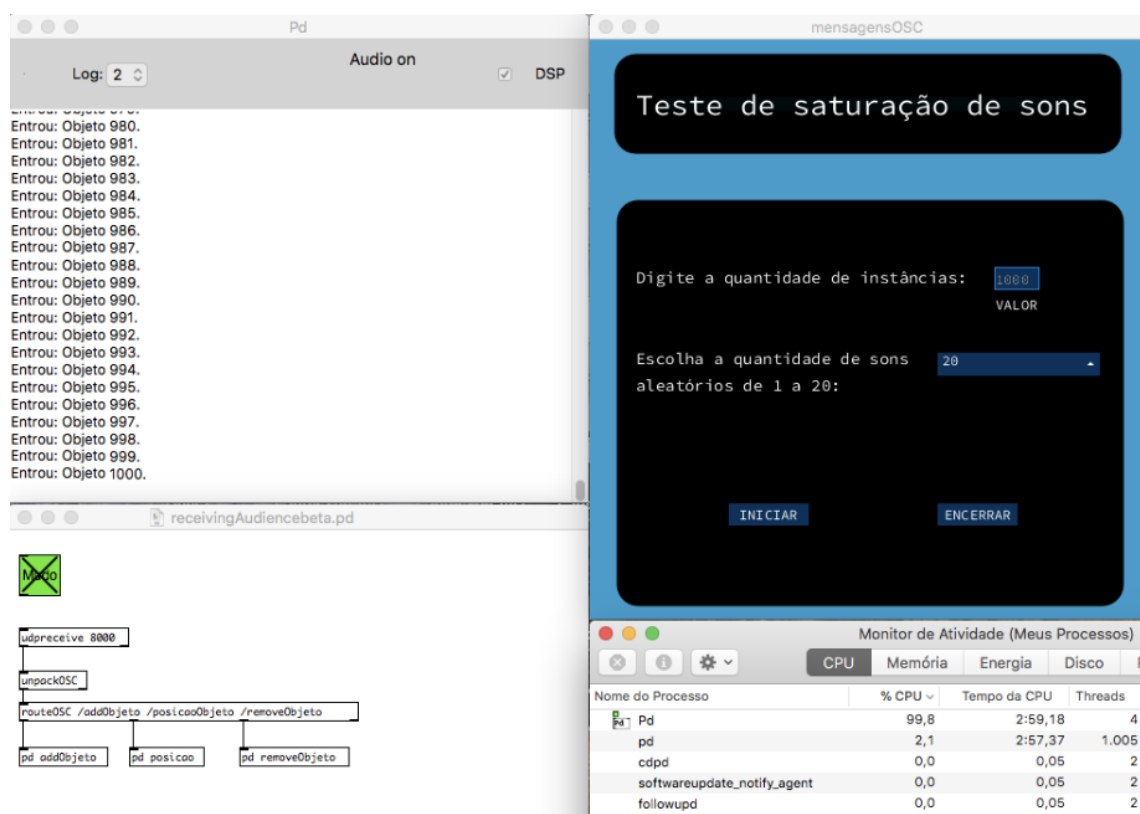 Pd
Log: 2
Audio on
DSP
Entrou: Objeto 980.
Entrou: Objeto 981.
Entrou: Objeto 982.
Entrou: Objeto 983.
Entrou: Objeto 984.
Entrou: Objeto 985.
Entrou: Objeto 986.
Entrou: Objeto 987.
Entrou: Objeto 988.
Entrou: Objeto 989.
Entrou: Objeto 990.
Entrou: Objeto 991.
Entrou: Objeto 992.
Entrou: Objeto 993.
Entrou: Objeto 994.
Entrou: Objeto 995.
Entrou: Objeto 996.
Entrou: Objeto 997.
Entrou: Objeto 998.
Entrou: Objeto 999.
Entrou: Objeto 1000.
receivingAudiencebeta.pd
udpreceive 8000
unpackOSC
routeOSC /addObjeto /posicaoObjeto /removeObjeto
pd addObjeto
pd posicao
pd removeObjeto
mensagensOSC
Teste de saturação de sons
Digite a quantidade de instâncias:
1000
VALOR
Escolha a quantidade de sons
aleatórios de 1 a 20:
20
INICIAR
ENCERRAR
Monitor de Atividade (Meus Processos)
CPU Memória Energia Disco
Nome do Processo % CPU Tempo da CPU Threads
Pd 99,8 2:59,18 4
pd 2,1 2:57,37 1.005
cdpd 0,0 0,05 2
softwareupdate_notify_agent 0,0 0,05 2
followupd 0,0 0,05 2